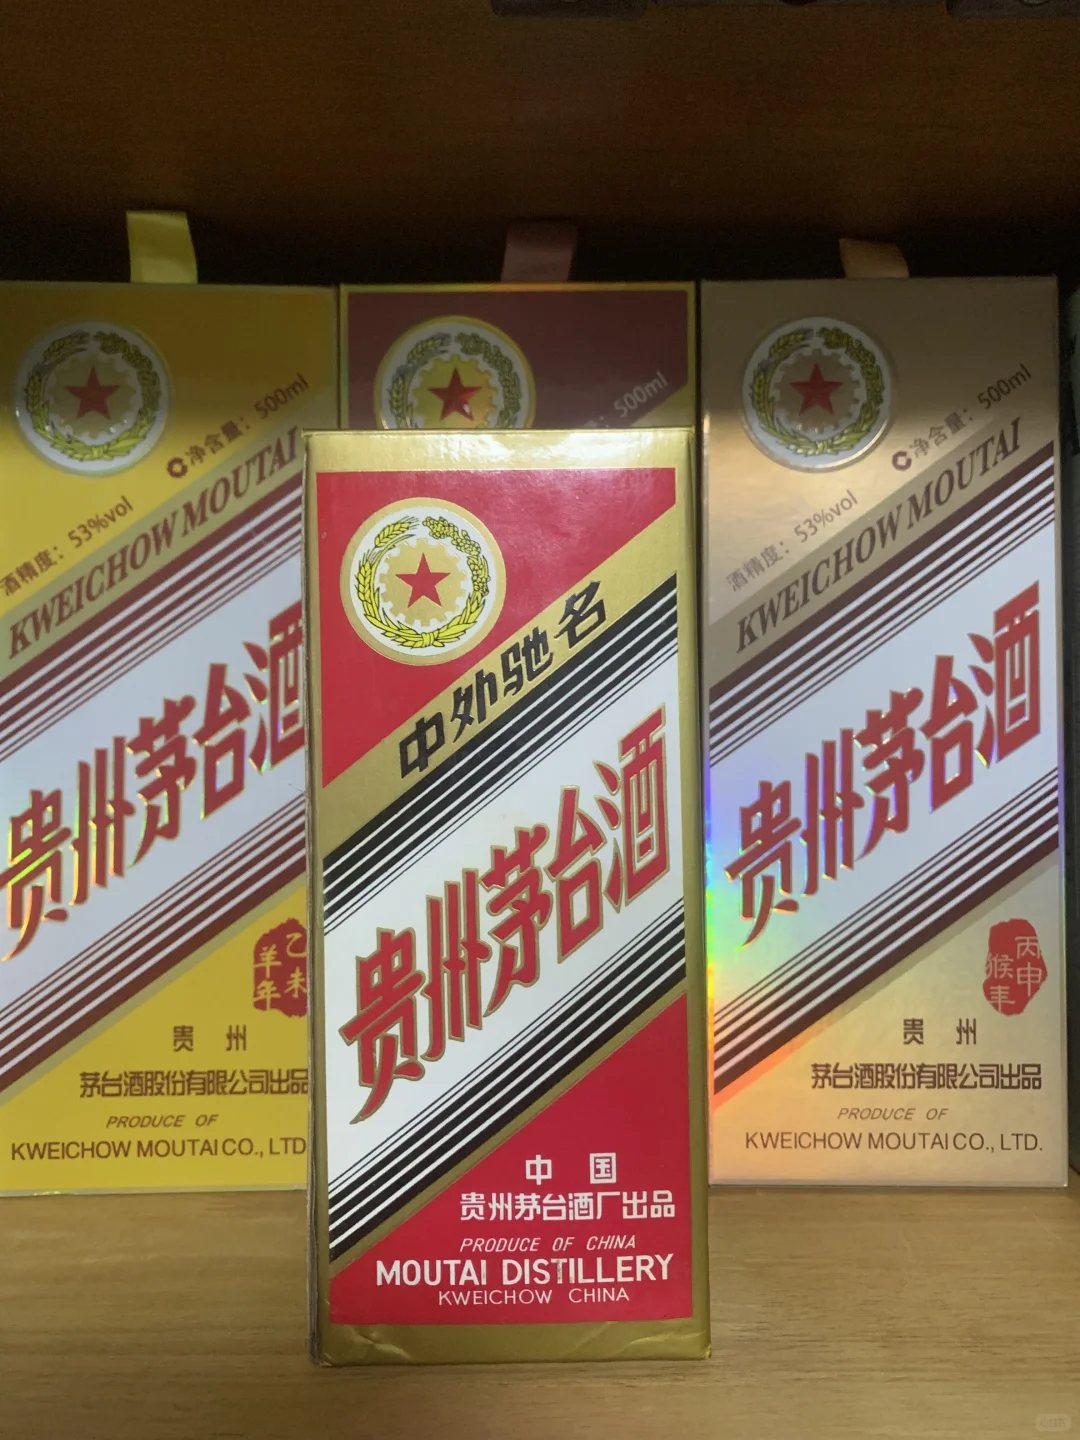 净含量：500ml
酒精度：53%vol
KWEICHOW MOUTAI
贵州茅台酒
乙未
羊年
贵州
茅台酒股份有限公司出品
PRODUCE OF
KWEICHOW MOUTAI CO., LTD.
500ml
中外驰名
贵州茅台酒
中国
贵州茅台酒厂出品
PRODUCE OF CHINA
MOUTAI DISTILLERY
KWEICHOW CHINA
净含量：500ml
酒精度：53%vol
KWEICHOW MOUTAI
贵州茅台酒
丙申
猴年
贵州
茅台酒股份有限公司出品
PRODUCE OF
KWEICHOW MOUTAI CO., LTD.